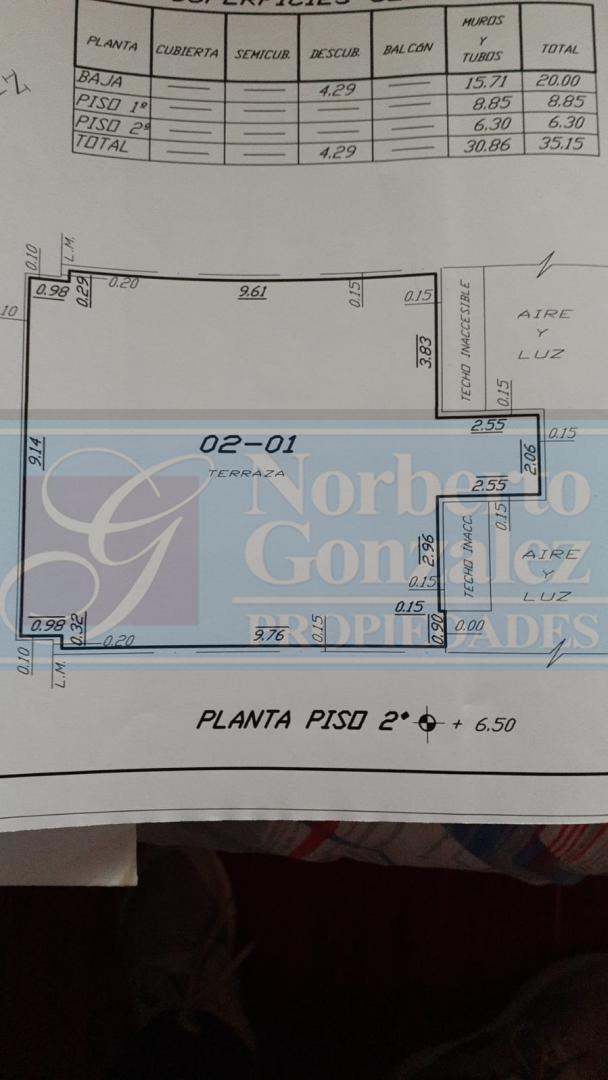 PLANTA CUBIERTA SEMICUB. DESCUB. BALCON MUROS Y TUBOS TOTAL
BAJA — — 4.29 — 15.71 20.00
PISO 1º — — — — 8.85 8.85
PISO 2º — — — — 6.30 6.30
TOTAL — — 4.29 — 30.86 35.15
0.10
L.M.
0.98
0.29
0.20
9.61
0.15
0.15
3.83
TECHO INACCESIBLE
AIRE
Y
LUZ
0.15
2.55
0.15
2.06
2.55
0.15
10
9.14
02-01
TERRAZA
Norberto
Gonzalez
PROPIEDADES
2.96
TECHO INACC.
AIRE
Y
LUZ
0.15
0.15
0.90
0.00
0.98
0.32
0.20
9.76
0.15
0.10
L.M.
PLANTA PISO 2° + 6.50